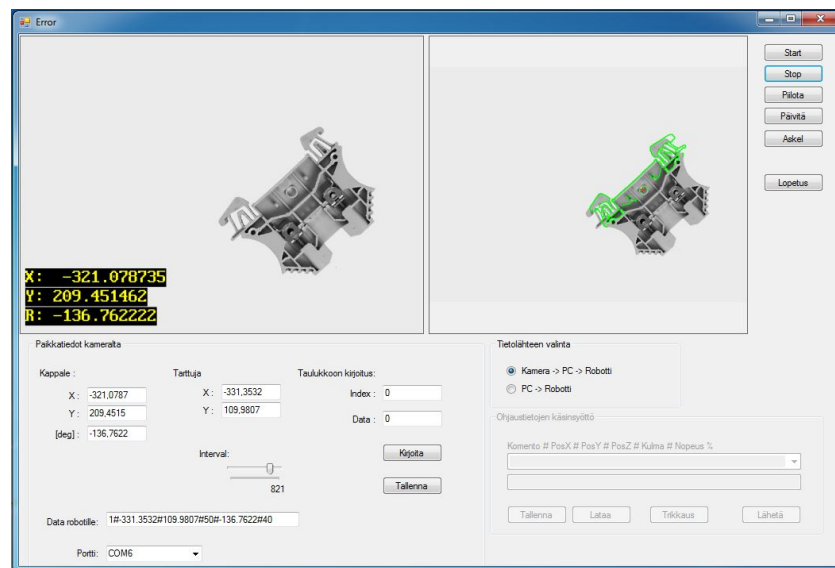 Error
Start
Stop
Piilota
Päivitä
Askel
Lopetus
X: -321.078735
Y: 209.451462
R: -136.762222
Paikkatiedot kameralta
Kappale :
Tarttuja
Taulukkoon kirjoitus:
X : -321,0787
X : -331,3532
Index : 0
Y : 209,4515
Y : 109,9807
Data : 0
[deg] : -136,7622
Interval:
821
Kirjoita
Tallenna
Data robotille: 1#-331.3532#109.9807#50#-136.7622#40
Portti: COM6
Tietolähteen valinta
Kamera -> PC -> Robotti
PC -> Robotti
Ohjaustietojen käsinsyöttö
Komento # PosX # PosY # PosZ # Kulma # Nopeus %
Tallenna
Lataa
Trikkaus
Lähetä